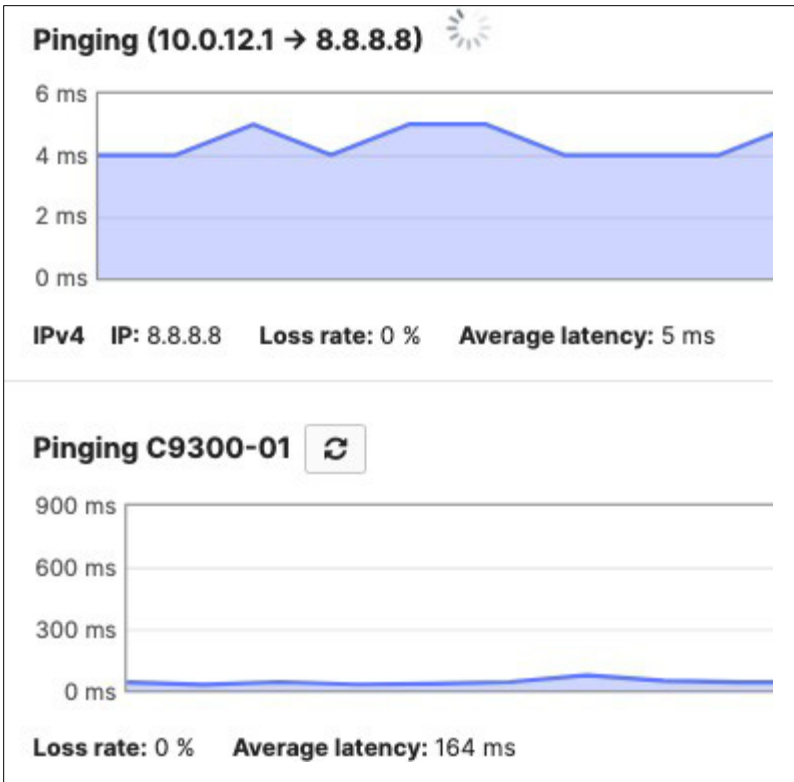 Pinging (10.0.12.1 → 8.8.8.8)
6 ms
4 ms
2 ms
0 ms
IPv4 IP: 8.8.8.8 Loss rate: 0 % Average latency: 5 ms
Pinging C9300-01
900 ms
600 ms
300 ms
0 ms
Loss rate: 0 % Average latency: 164 ms